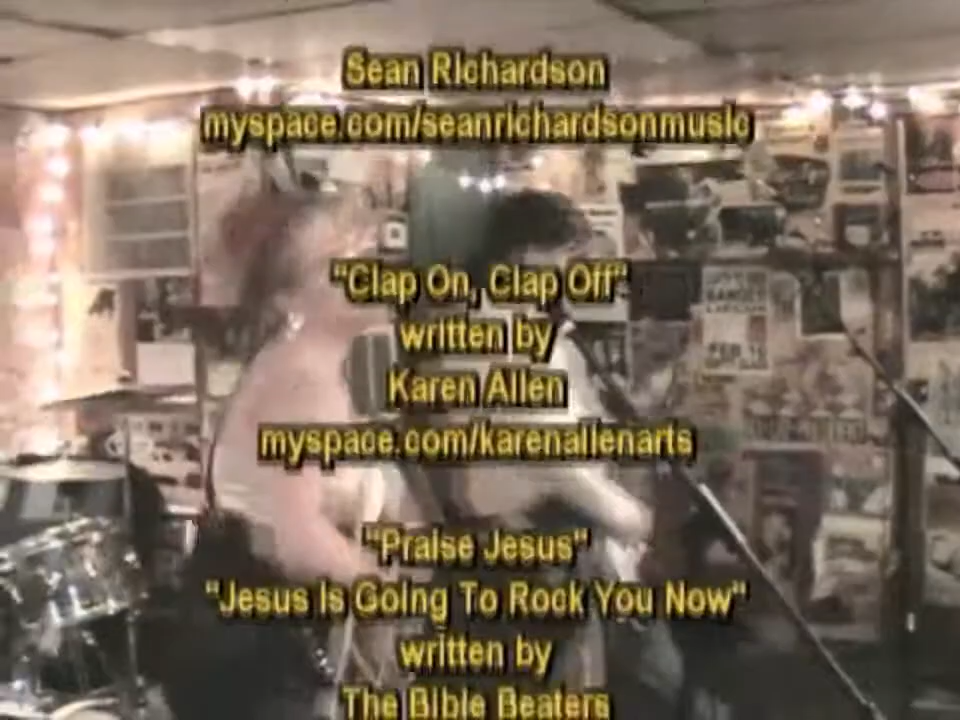 Sean Richardson
myspace.com/seanrichardsonmusic
"Clap On, Clap Off"
written by
Karen Allen
myspace.com/karenallenarts
"Praise Jesus"
"Jesus Is Going To Rock You Now"
written by
The Bible Beaters